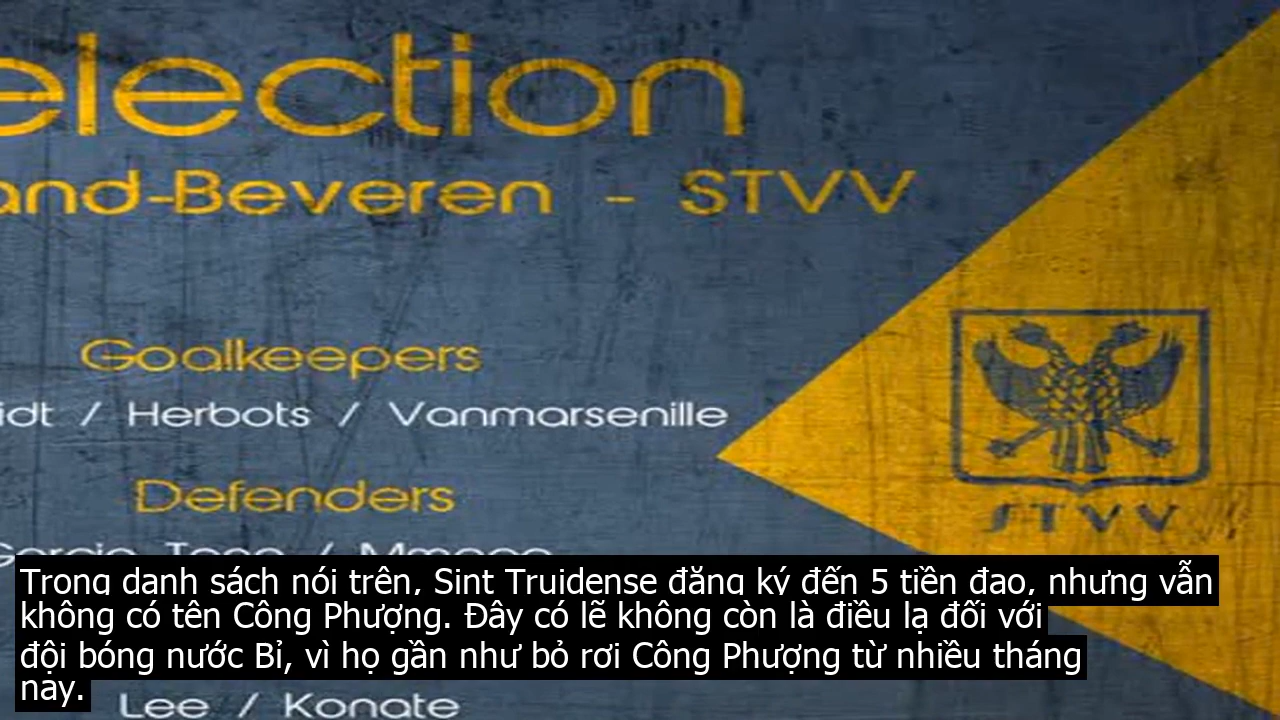 election
and-Beveren - STVV
Goalkeepers
idt / Herbots / Vanmarsenille
Defenders
STVV
Trong danh sách nói trên, Sint Truidense đăng ký đến 5 tiền đạo, nhưng vẫn
không có tên Công Phượng. Đây có lẽ không còn là điều lạ đối với
đội bóng nước Bỉ, vì họ gần như bỏ rơi Công Phượng từ nhiều tháng
nay.
Lee / Konate